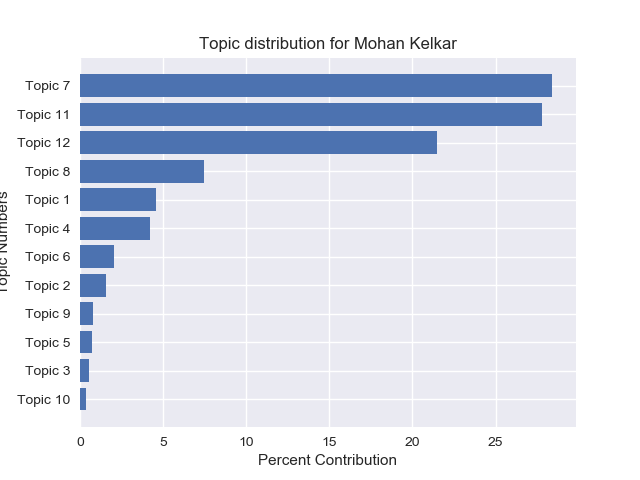 Topic distribution for Mohan Kelkar
Topic 7
Topic 11
Topic 12
Topic 8
Topic 1
Topic 4
Topic 6
Topic 2
Topic 9
Topic 5
Topic 3
Topic 10
Topic Numbers
0 5 10 15 20 25
Percent Contribution